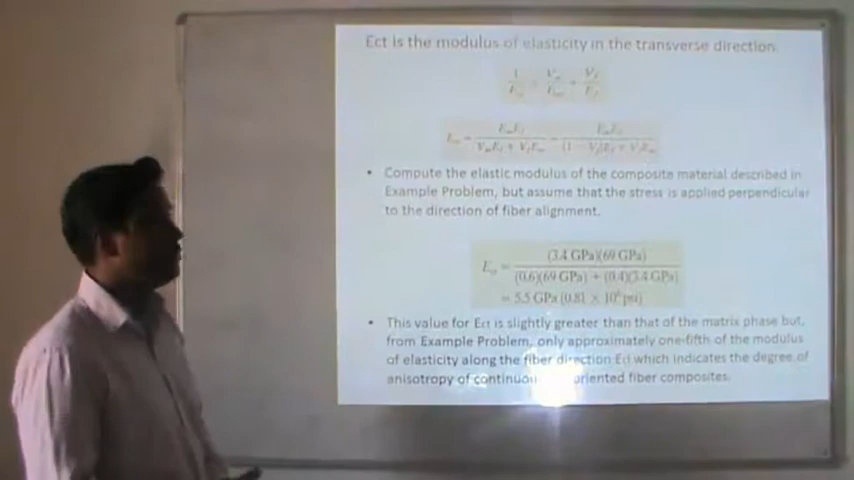 Ect is the modulus of elasticity in the transverse direction
• Compute the elastic modulus of the composite material described in
Example Problem, but assume that the stress is applied perpendicular
to the direction of fiber alignment.
(3.4 GPa)(69 GPa)
(0.6)(69 GPa) + (0.4)(3.4 GPa)
= 5.5 GPa (0.81 × 10⁶ psi)
• This value for Ect is slightly greater than that of the matrix phase but,
from Example Problem, only approximately one-fifth of the modulus
of elasticity along the fiber direction Ecl which indicates the degree of
anisotropy of oriented fiber composites.